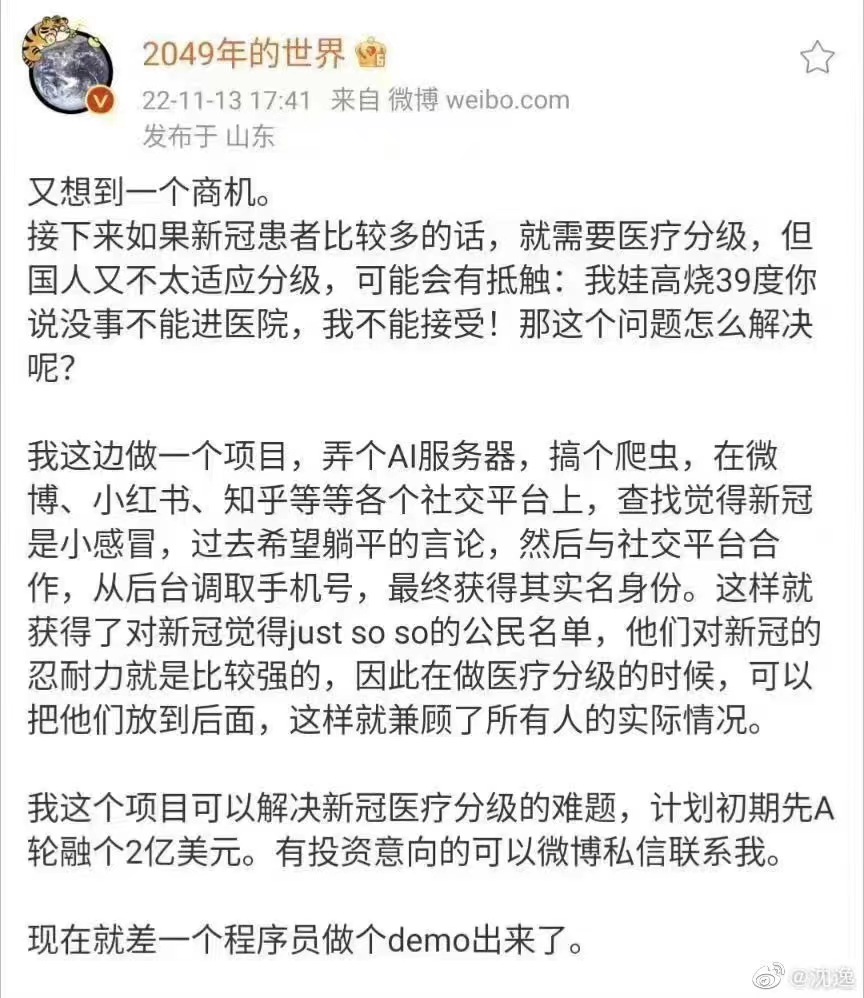 2049年的世界
22-11-13 17:41 来自 微博 weibo.com
发布于 山东
又想到一个商机。
接下来如果新冠患者比较多的话，就需要医疗分级，但
国人又不太适应分级，可能会有抵触：我娃高烧39度你
说没事不能进医院，我不能接受！那这个问题怎么解决
呢？
我这边做一个项目，弄个AI服务器，搞个爬虫，在微
博、小红书、知乎等等各个社交平台上，查找觉得新冠
是小感冒，过去希望躺平的言论，然后与社交平台合
作，从后台调取手机号，最终获得其实名身份。这样就
获得了对新冠觉得just so so的公民名单，他们对新冠的
忍耐力就是比较强的，因此在做医疗分级的时候，可以
把他们放到后面，这样就兼顾了所有人的实际情况。
我这个项目可以解决新冠医疗分级的难题，计划初期先A
轮融个2亿美元。有投资意向的可以微博私信联系我。
现在就差一个程序员做个demo出来了。
@沈逸